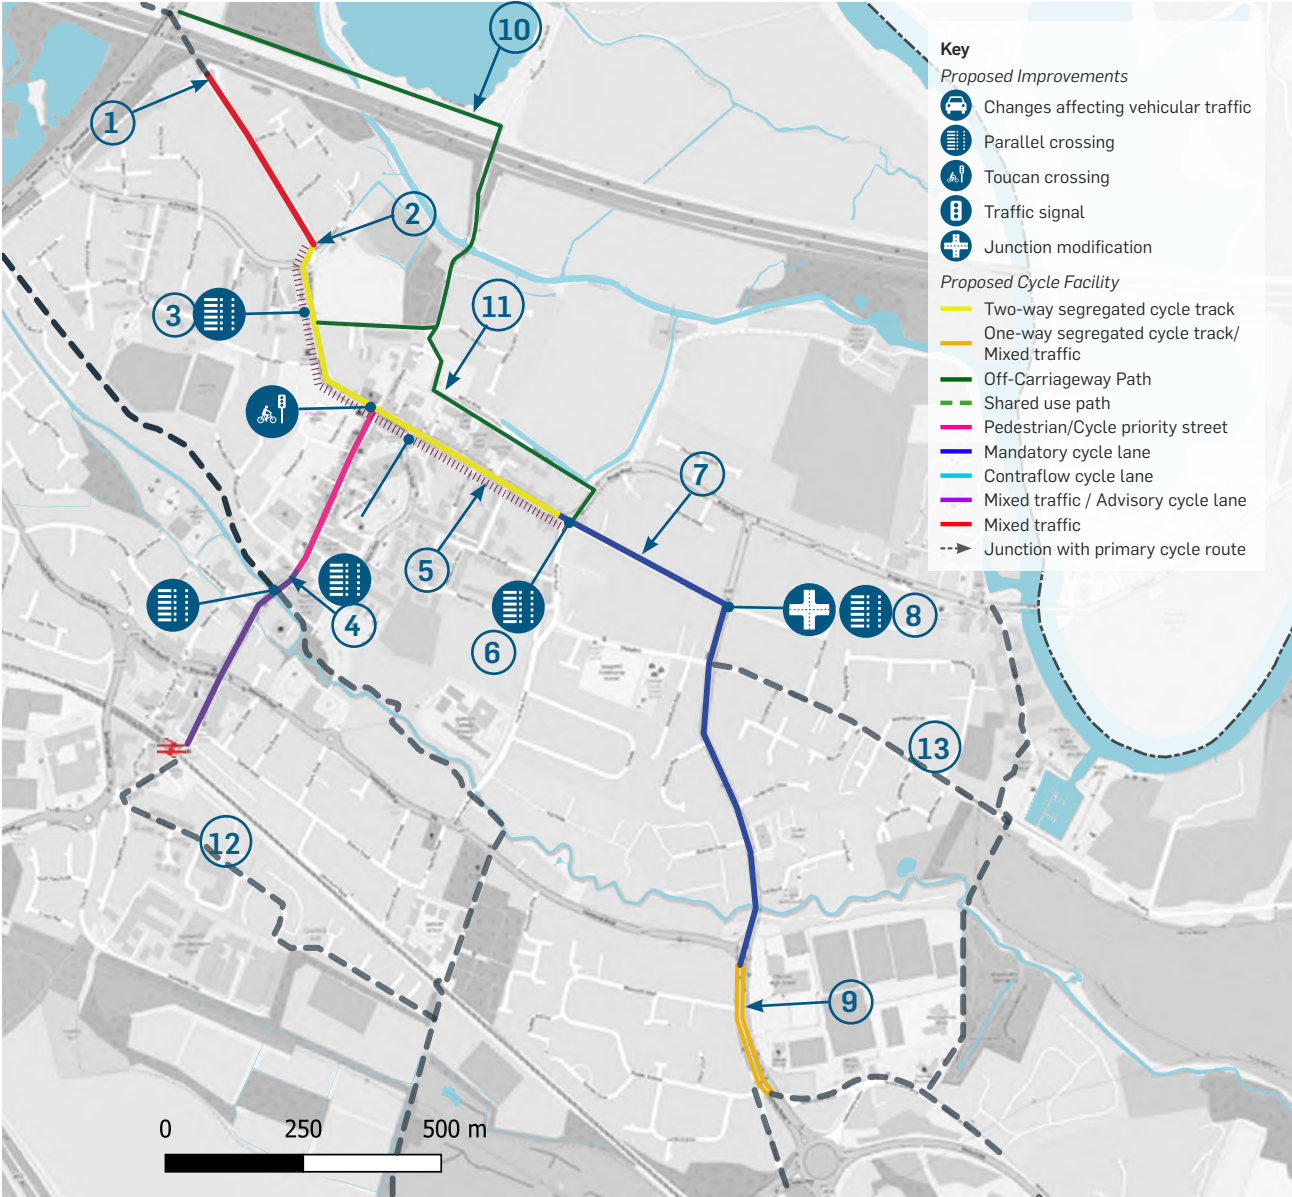 10
1
2
3
11
5
7
4
6
8
13
12
9
0 250 500 m
Key
Proposed Improvements
Changes affecting vehicular traffic
Parallel crossing
Toucan crossing
Traffic signal
Junction modification
Proposed Cycle Facility
Two-way segregated cycle track
One-way segregated cycle track/
Mixed traffic
Off-Carriageway Path
Shared use path
Pedestrian/Cycle priority street
Mandatory cycle lane
Contraflow cycle lane
Mixed traffic / Advisory cycle lane
Mixed traffic
Junction with primary cycle route